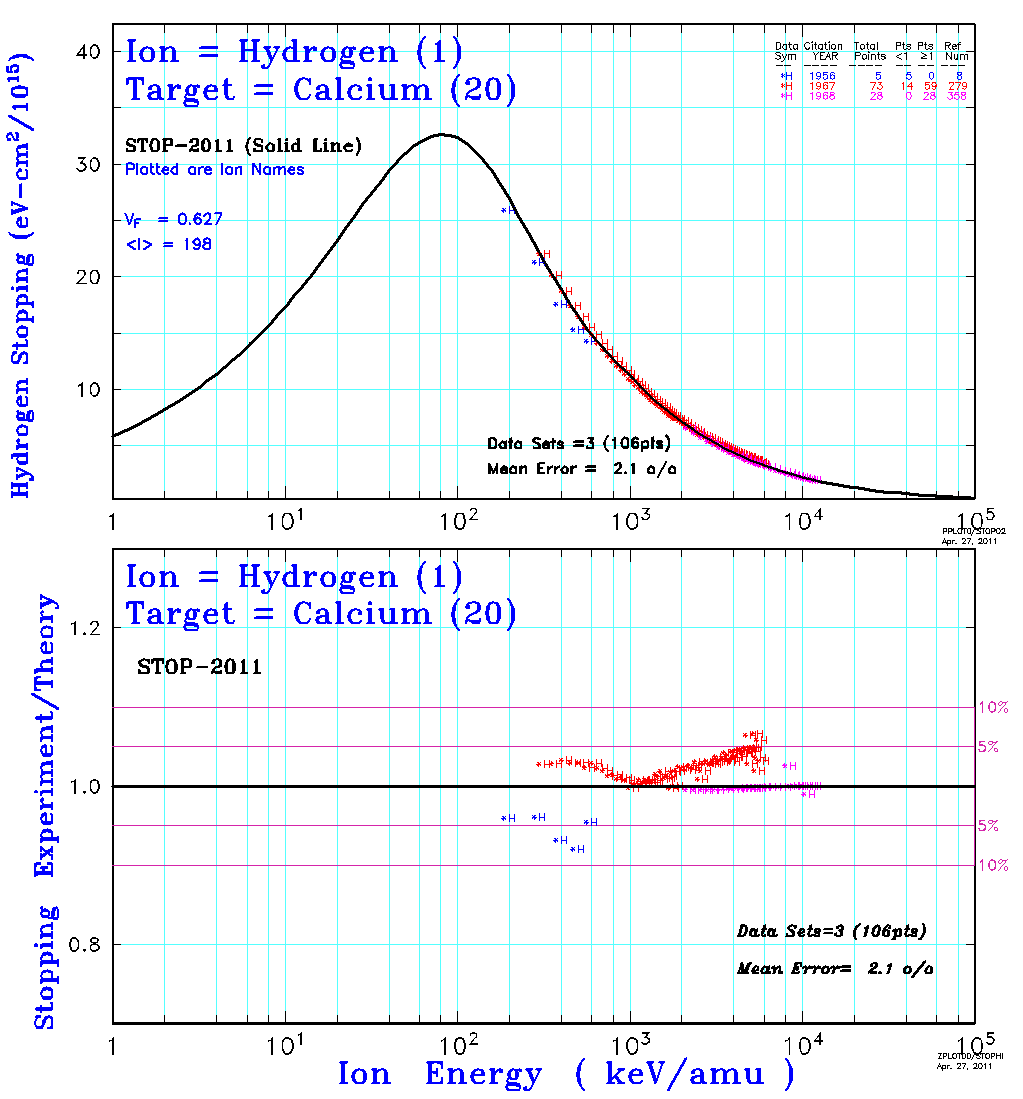 Hydrogen Stopping (eV-cm²/10¹⁵)
40
30
20
10
Ion = Hydrogen (1)
Target = Calcium (20)
STOP-2011 (Solid Line)
Plotted are Ion Names
V_F = 0.627
<I> = 198
Data Citation Total Pts Pts Ref
Sym YEAR Points <1 ≥1 Num
*H 1956 5 5 0 8
*H 1967 73 14 59 279
*H 1968 28 0 28 358
Data Sets =3 (106pts)
Mean Error = 2.1 o/o
1 10¹ 10² 10³ 10⁴ 10⁵
PPLOTQ/STOP02
Apr. 27, 2011
Stopping Experiment/Theory
1.2
1.0
0.8
Ion = Hydrogen (1)
Target = Calcium (20)
STOP-2011
10%
5%
5%
10%
Data Sets=3 (106pts)
Mean Error= 2.1 o/o
1 10¹ 10² 10³ 10⁴ 10⁵
Ion Energy ( keV/amu )
Apr. 27, 2011